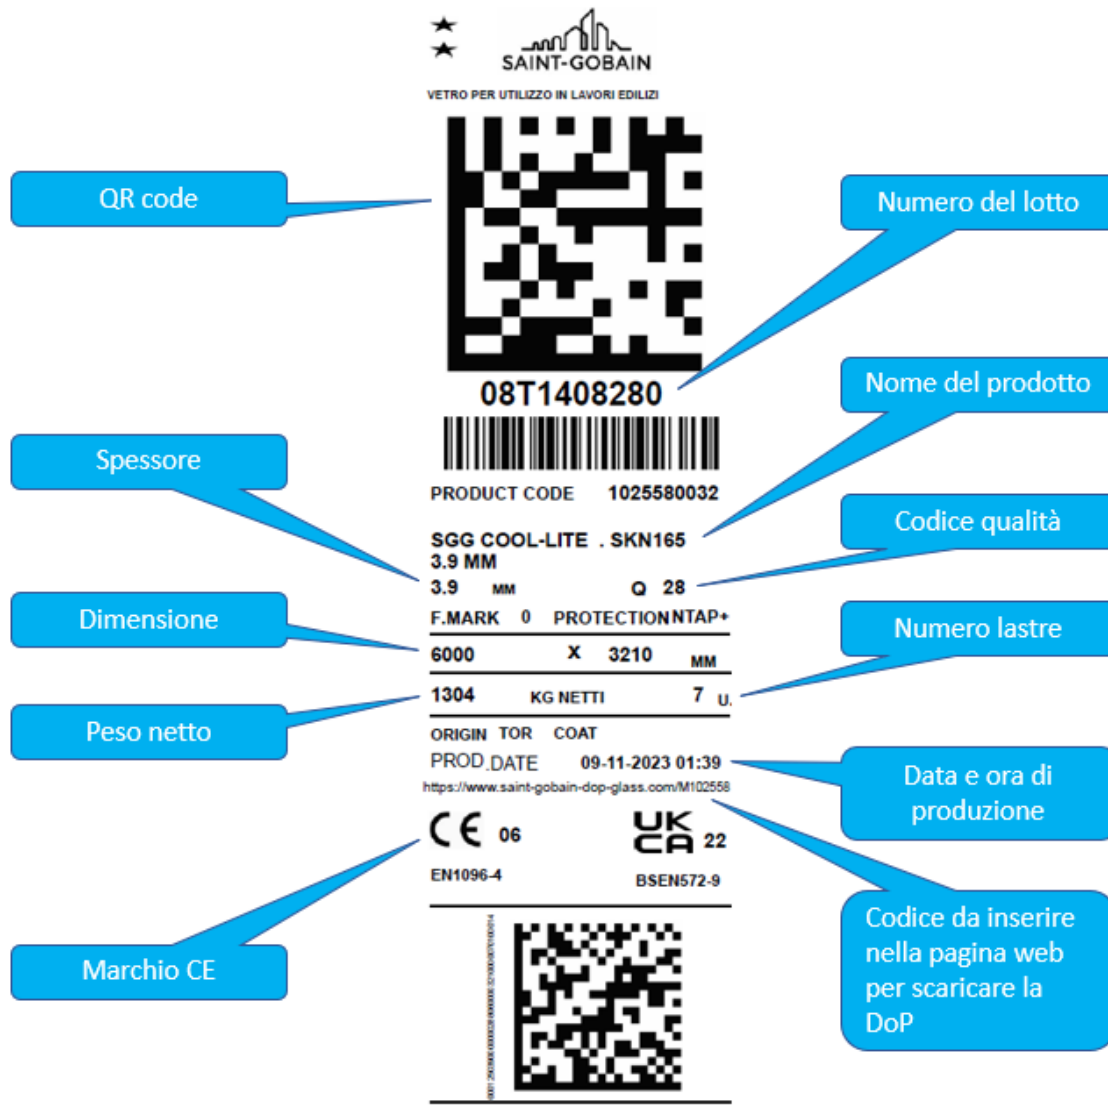 SAINT-GOBAIN
VETRO PER UTILIZZO IN LAVORI EDILIZI
QR code
Numero del lotto
08T1408280
Nome del prodotto
Spessore
PRODUCT CODE 1025580032
Codice qualità
SGG COOL-LITE . SKN165
3.9 MM
3.9 MM Q 28
Dimensione
F.MARK 0 PROTECTION NTAP+
Numero lastre
6000 X 3210 MM
1304 KG NETTI 7 U.
Peso netto
ORIGIN TOR COAT
PROD.DATE 09-11-2023 01:39
Data e ora di
produzione
https://www.saint-gobain-dop-glass.com/M102558
CE 06 UK CA 22
EN1096-4 BSEN572-9
Marchio CE
Codice da inserire
nella pagina web
per scaricare la
DoP